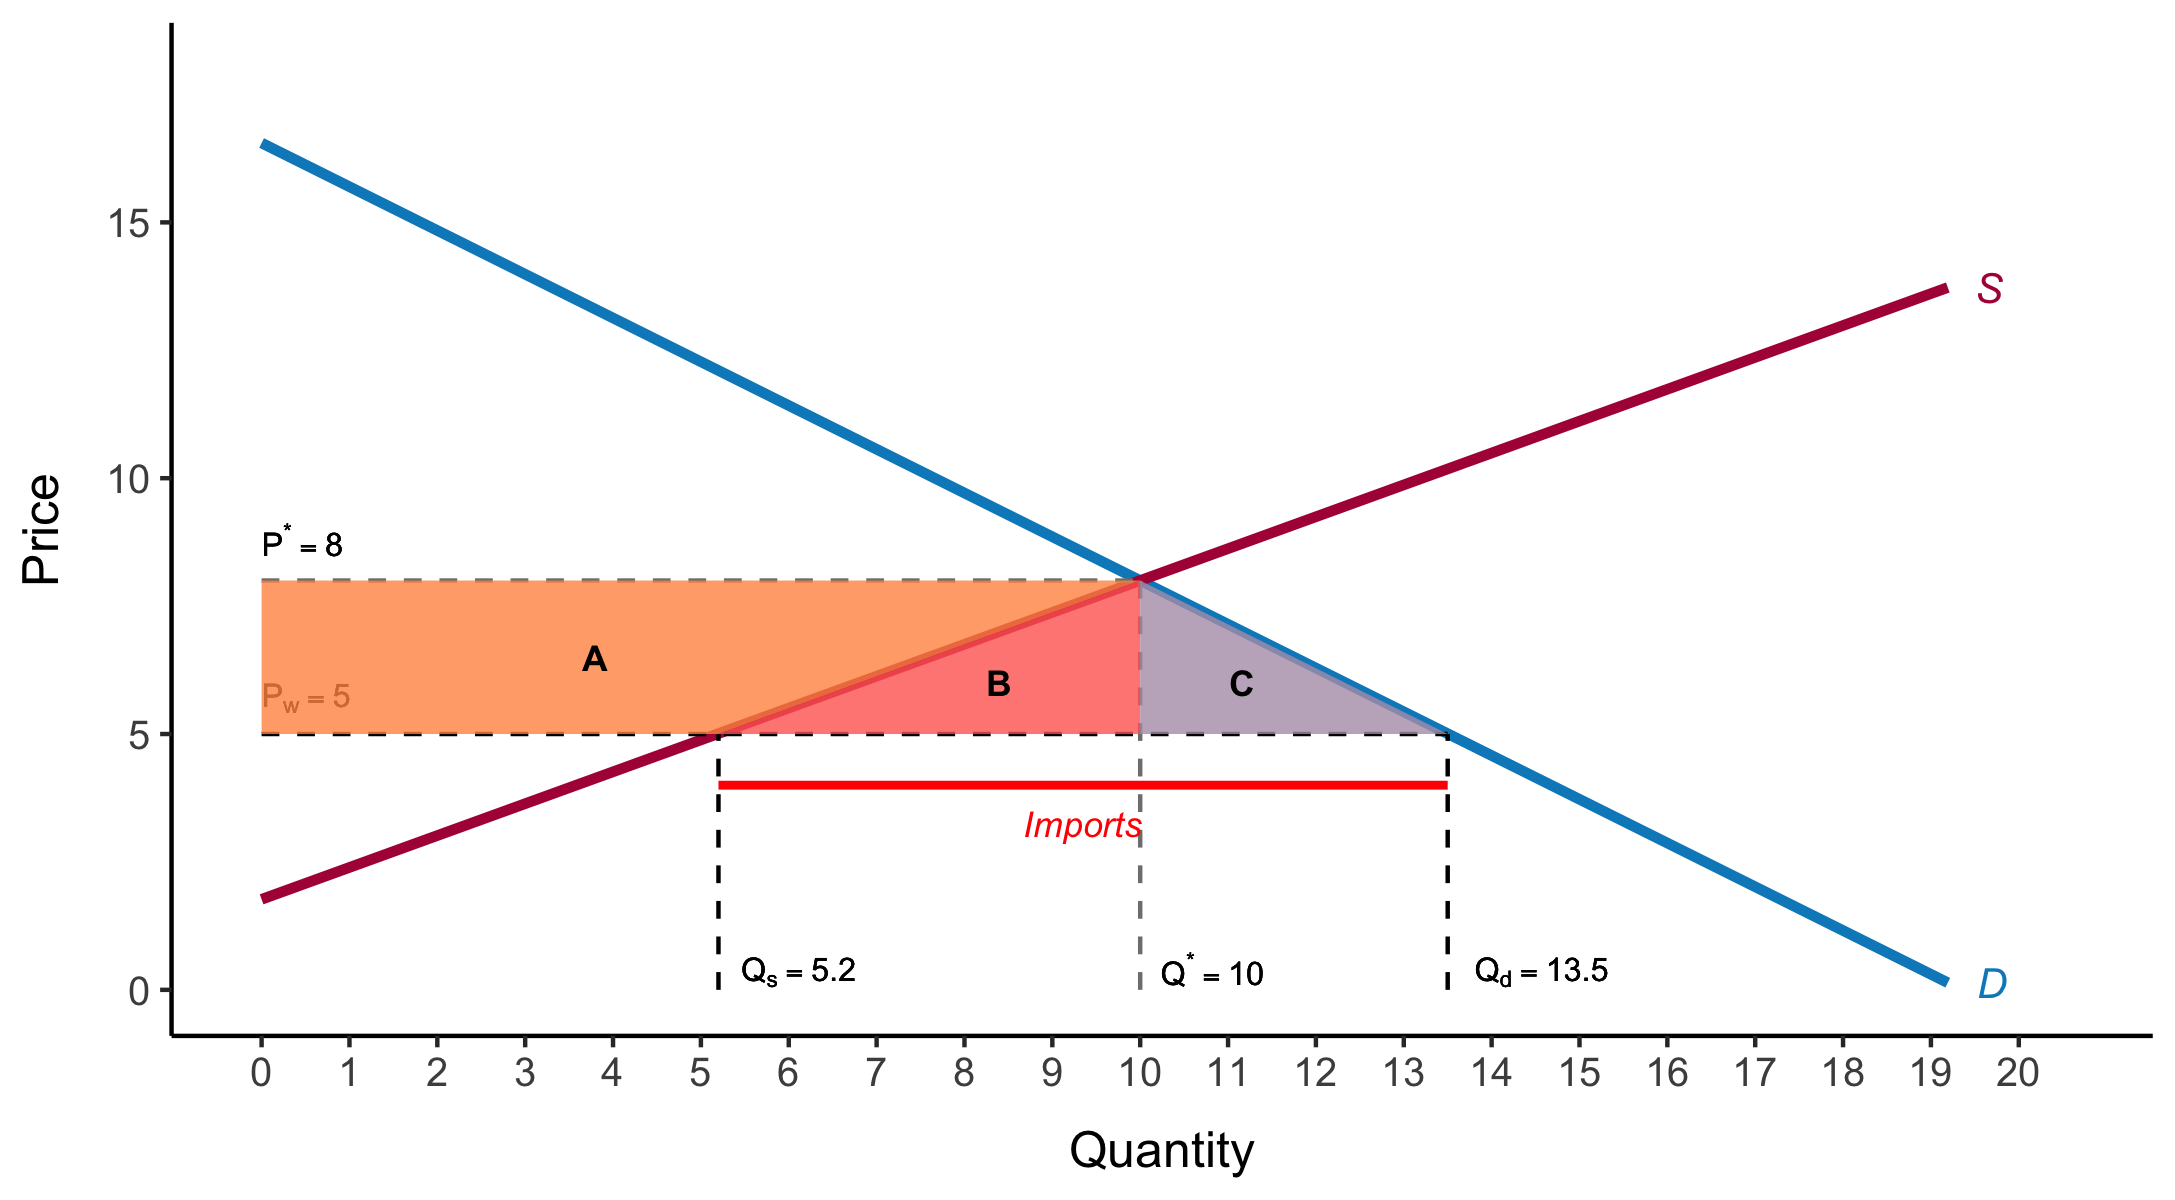 15
10
5
0
Price
S
D
P* = 8
A
Pw = 5
B
C
Imports
Qs = 5.2
Q* = 10
Qd = 13.5
0 1 2 3 4 5 6 7 8 9 10 11 12 13 14 15 16 17 18 19 20
Quantity